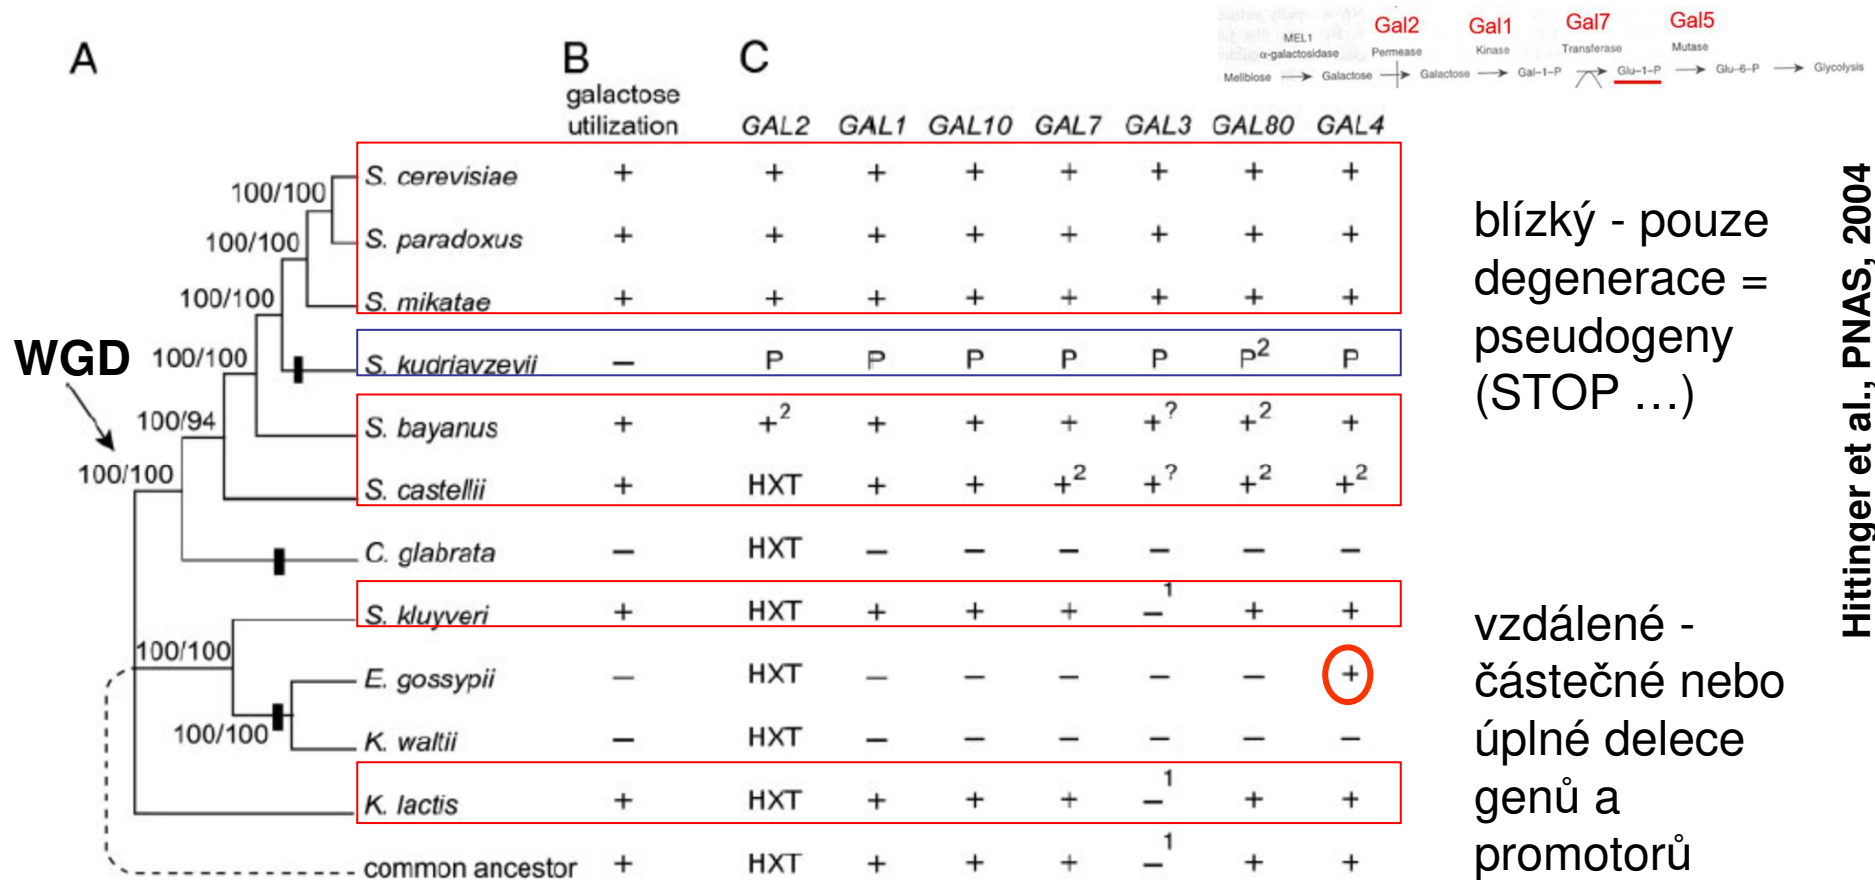 A
B
C
Gal2 Gal1 Gal7 Gal5
MEL1
α-galactosidase Permease Kinase Transferase Mutase
Melibiose Galactose Galactose Gal-1-P Glu-1-P Glu-6-P Glycolysis
galactose
utilization GAL2 GAL1 GAL10 GAL7 GAL3 GAL80 GAL4
S. cerevisiae + + + + + + + +
100/100
S. paradoxus + + + + + + + +
100/100
S. mikatae + + + + + + + +
100/100
WGD
S. kudriavzevii − P P P P P P2 P
100/100
S. bayanus + +2 + + + +? +2 +
100/94
S. castellii + HXT + + +2 +? +2 +2
100/100
C. glabrata − HXT − − − − − −
S. kluyveri + HXT + + + −1 + +
100/100
E. gossypii − HXT − − − − − +
K. waltii − HXT − − − − − −
100/100
K. lactis + HXT + + + −1 + +
common ancestor + HXT + + + −1 + +
blízký - pouze
degenerace =
pseudogeny
(STOP …)
vzdálené -
částečné nebo
úplné delece
genů a
promotorů
Hittinger et al., PNAS, 2004